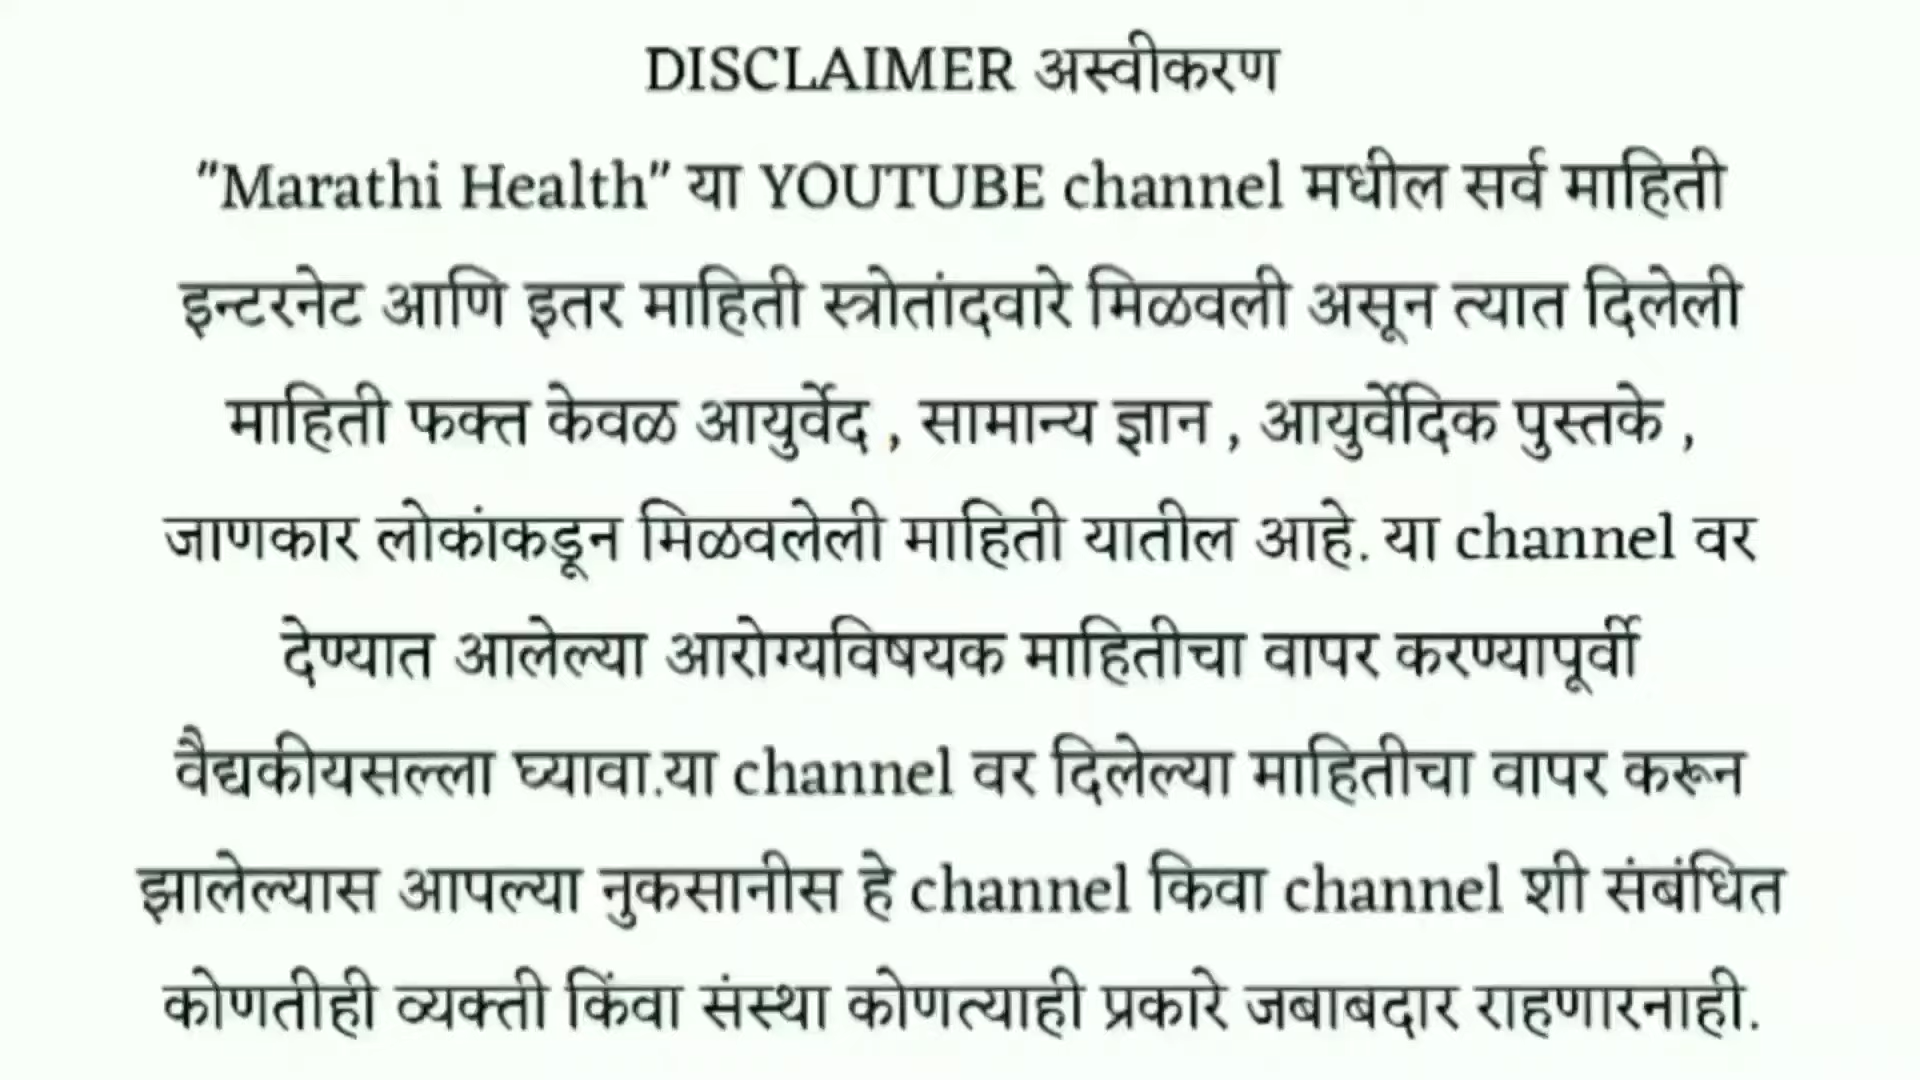 DISCLAIMER अस्वीकरण
"Marathi Health" या YOUTUBE channel मधील सर्व माहिती
इन्टरनेट आणि इतर माहिती स्त्रोतांदवारे मिळवली असून त्यात दिलेली
माहिती फक्त केवळ आयुर्वेद , सामान्य ज्ञान , आयुर्वेदिक पुस्तके ,
जाणकार लोकांकडून मिळवलेली माहिती यातील आहे. या channel वर
देण्यात आलेल्या आरोग्यविषयक माहितीचा वापर करण्यापूर्वी
वैद्यकीयसल्ला घ्यावा.या channel वर दिलेल्या माहितीचा वापर करून
झालेल्यास आपल्या नुकसानीस हे channel किवा channel शी संबंधित
कोणतीही व्यक्ती किंवा संस्था कोणत्याही प्रकारे जबाबदार राहणारनाही.